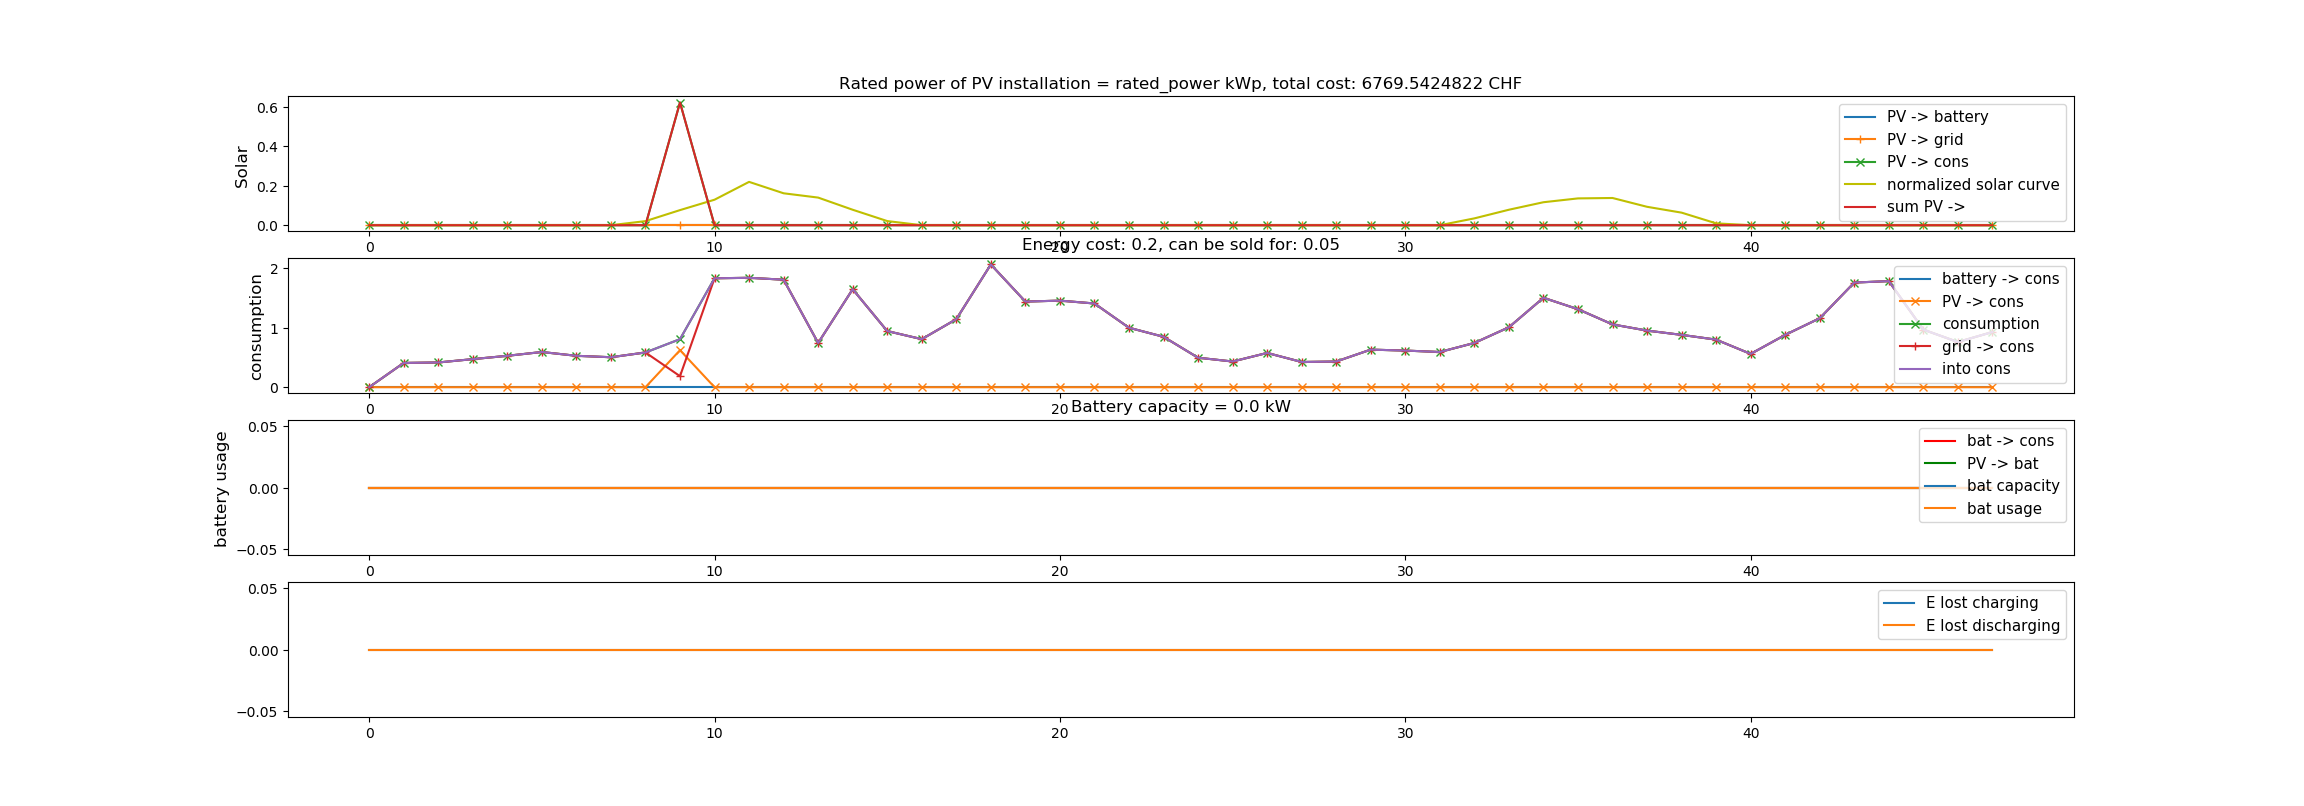 Rated power of PV installation = rated_power kWp, total cost: 6769.5424822 CHF
Solar
0.6
0.4
0.2
0.0
PV -> battery
PV -> grid
PV -> cons
normalized solar curve
sum PV ->
0 10 20 30 40
Energy cost: 0.2, can be sold for: 0.05
consumption
2
1
0
battery -> cons
PV -> cons
consumption
grid -> cons
into cons
0 10 20 30 40
Battery capacity = 0.0 kW
battery usage
0.05
0.00
−0.05
bat -> cons
PV -> bat
bat capacity
bat usage
0 10 20 30 40
0.05
0.00
−0.05
E lost charging
E lost discharging
0 10 20 30 40